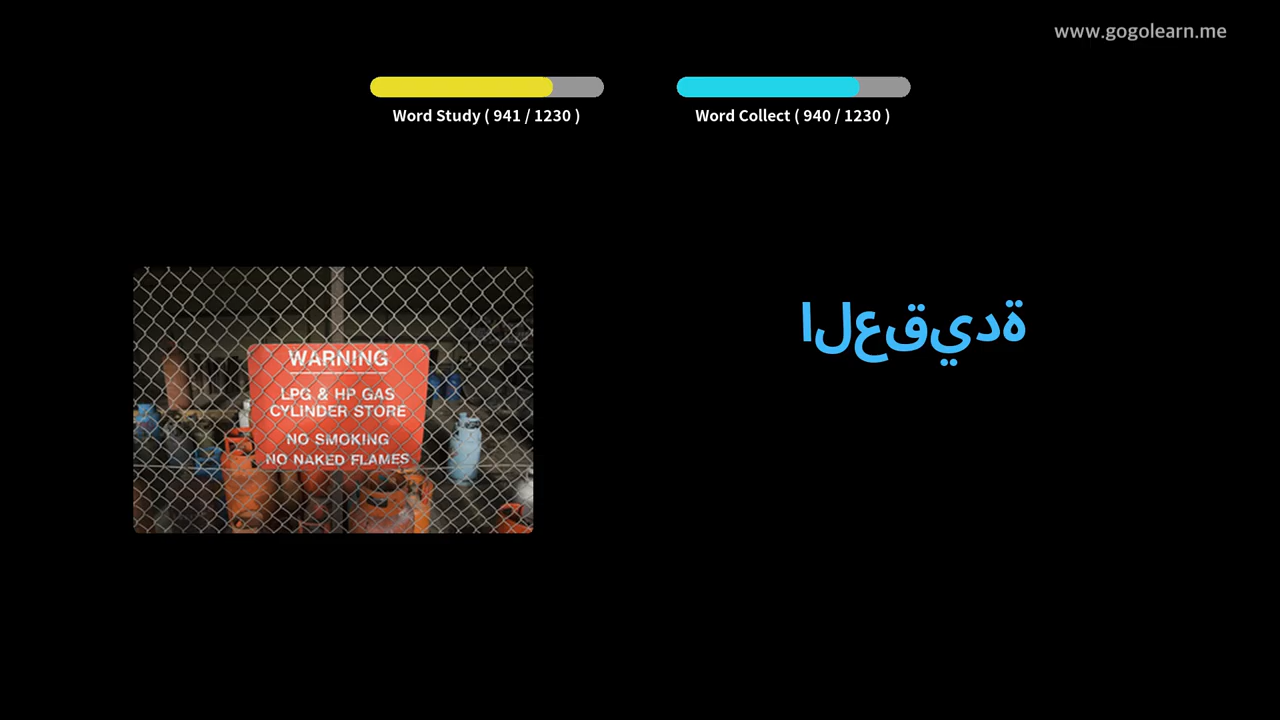 www.gogolearn.me
Word Study ( 941 / 1230 )
Word Collect ( 940 / 1230 )
WARNING
LPG & HP GAS
CYLINDER STORE
NO SMOKING
NO NAKED FLAMES
العقيدة